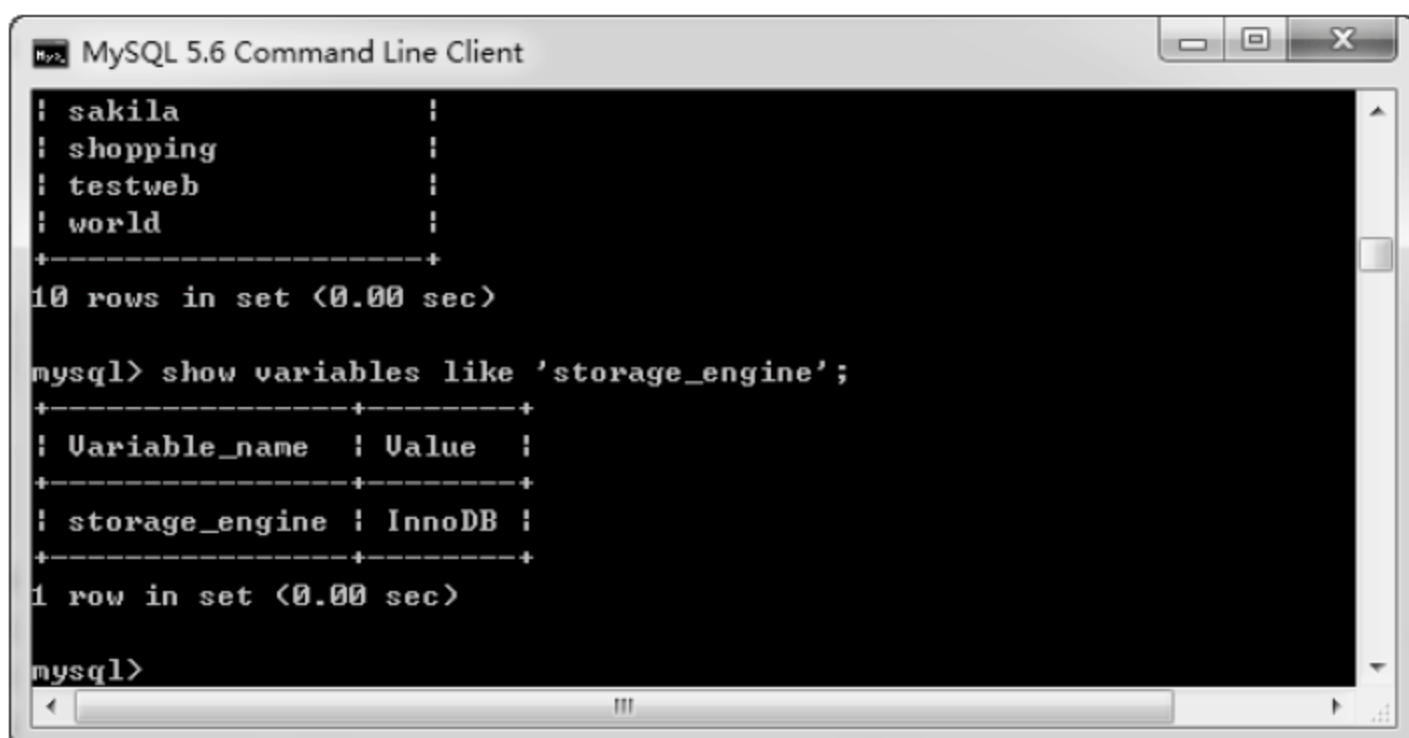 MySQL 5.6 Command Line Client
| sakila             |
| shopping           |
| testweb            |
| world              |
+--------------------+
10 rows in set (0.00 sec)
mysql> show variables like 'storage_engine';
+----------------+--------+
| Variable_name  | Value  |
+----------------+--------+
| storage_engine | InnoDB |
+----------------+--------+
1 row in set (0.00 sec)
mysql>